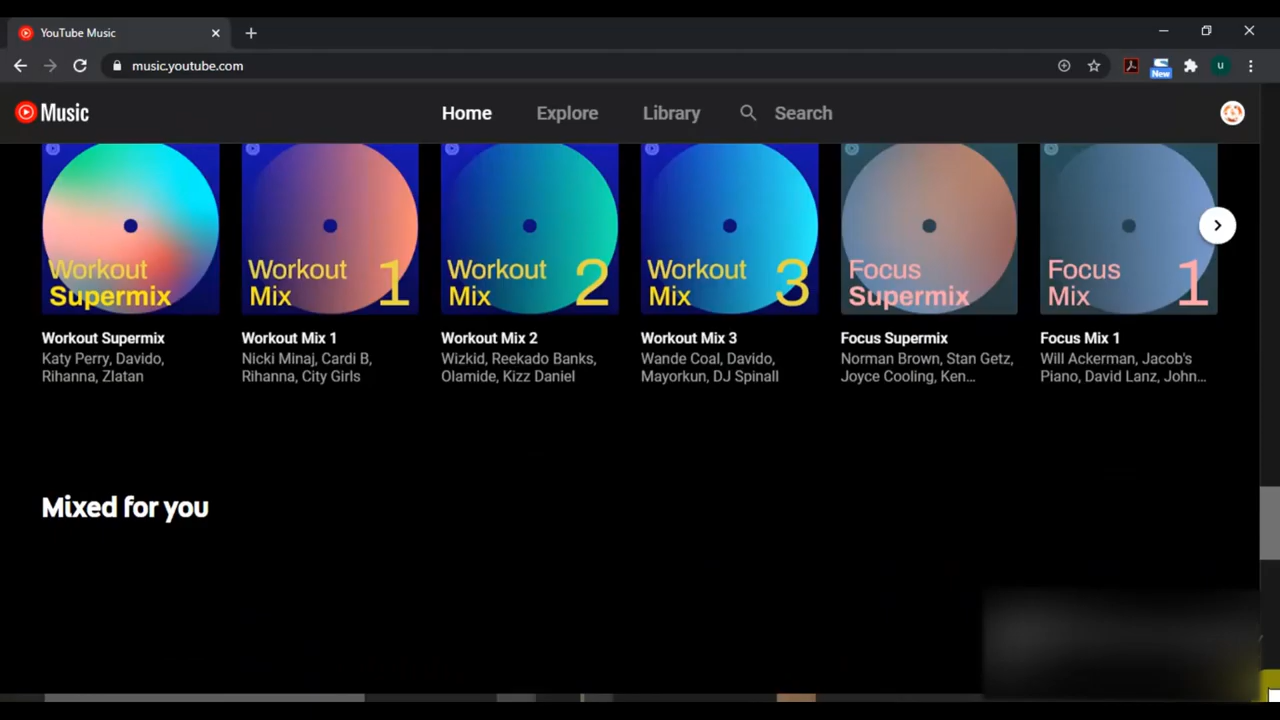 YouTube Music
music.youtube.com
New
u
Music
Home
Explore
Library
Search
Workout
Supermix
Workout
Mix 1
Workout
Mix 2
Workout
Mix 3
Focus
Supermix
Focus
Mix 1
Workout Supermix
Katy Perry, Davido,
Rihanna, Zlatan
Workout Mix 1
Nicki Minaj, Cardi B,
Rihanna, City Girls
Workout Mix 2
Wizkid, Reekado Banks,
Olamide, Kizz Daniel
Workout Mix 3
Wande Coal, Davido,
Mayorkun, DJ Spinall
Focus Supermix
Norman Brown, Stan Getz,
Joyce Cooling, Ken...
Focus Mix 1
Will Ackerman, Jacob's
Piano, David Lanz, John...
Mixed for you